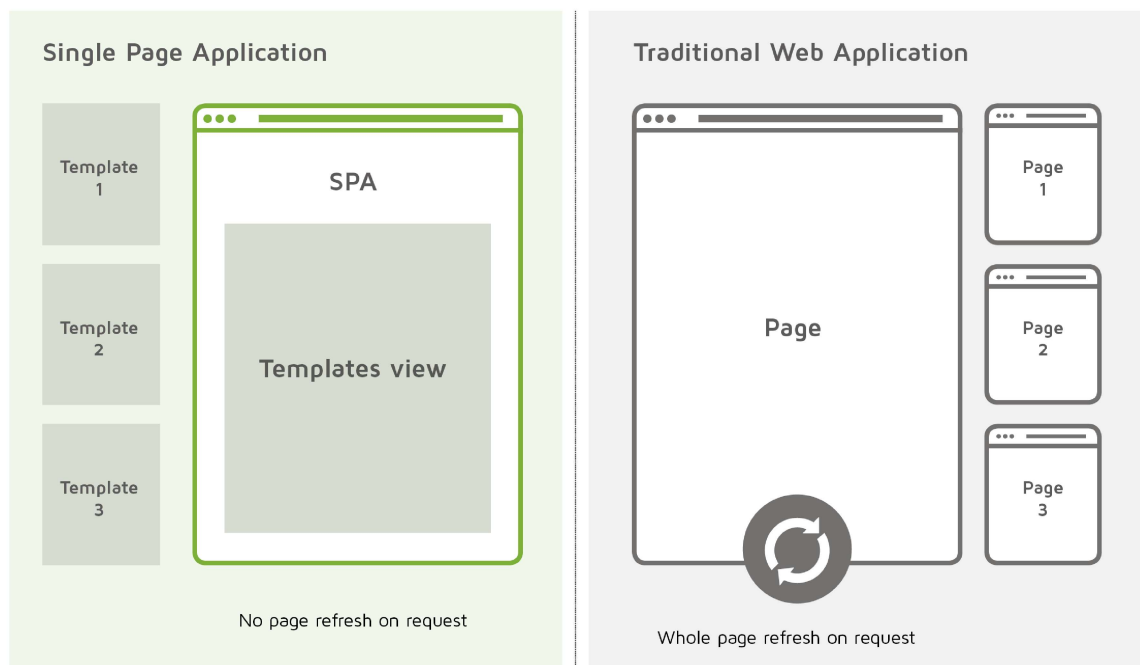 Single Page Application
Template
1
Template
2
Template
3
SPA
Templates view
No page refresh on request
Traditional Web Application
Page
Page
1
Page
2
Page
3
Whole page refresh on request